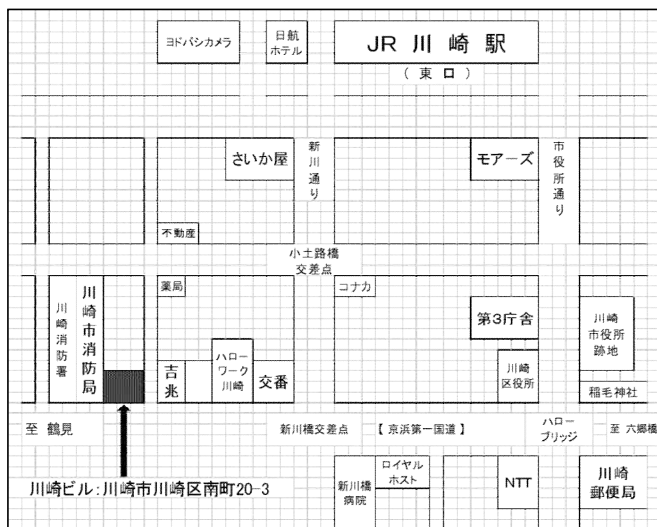 ヨドバシカメラ
日航
ホテル
JR 川 崎 駅
( 東 口 )
さいか屋
新川通り
モアーズ
市役所通り
不動産
小土路橋
交差点
薬局
コナカ
川崎消防署
川崎市消防局
第3庁舎
川崎
市役所
跡地
吉兆
ハロー
ワーク
川崎
交番
川崎
区役所
稲毛神社
至 鶴見
新川橋交差点
【 京浜第一国道 】
ハロー
ブリッジ
至 六郷橋
川崎ビル:川崎市川崎区南町20-3
新川橋
病院
ロイヤル
ホスト
NTT
川崎
郵便局